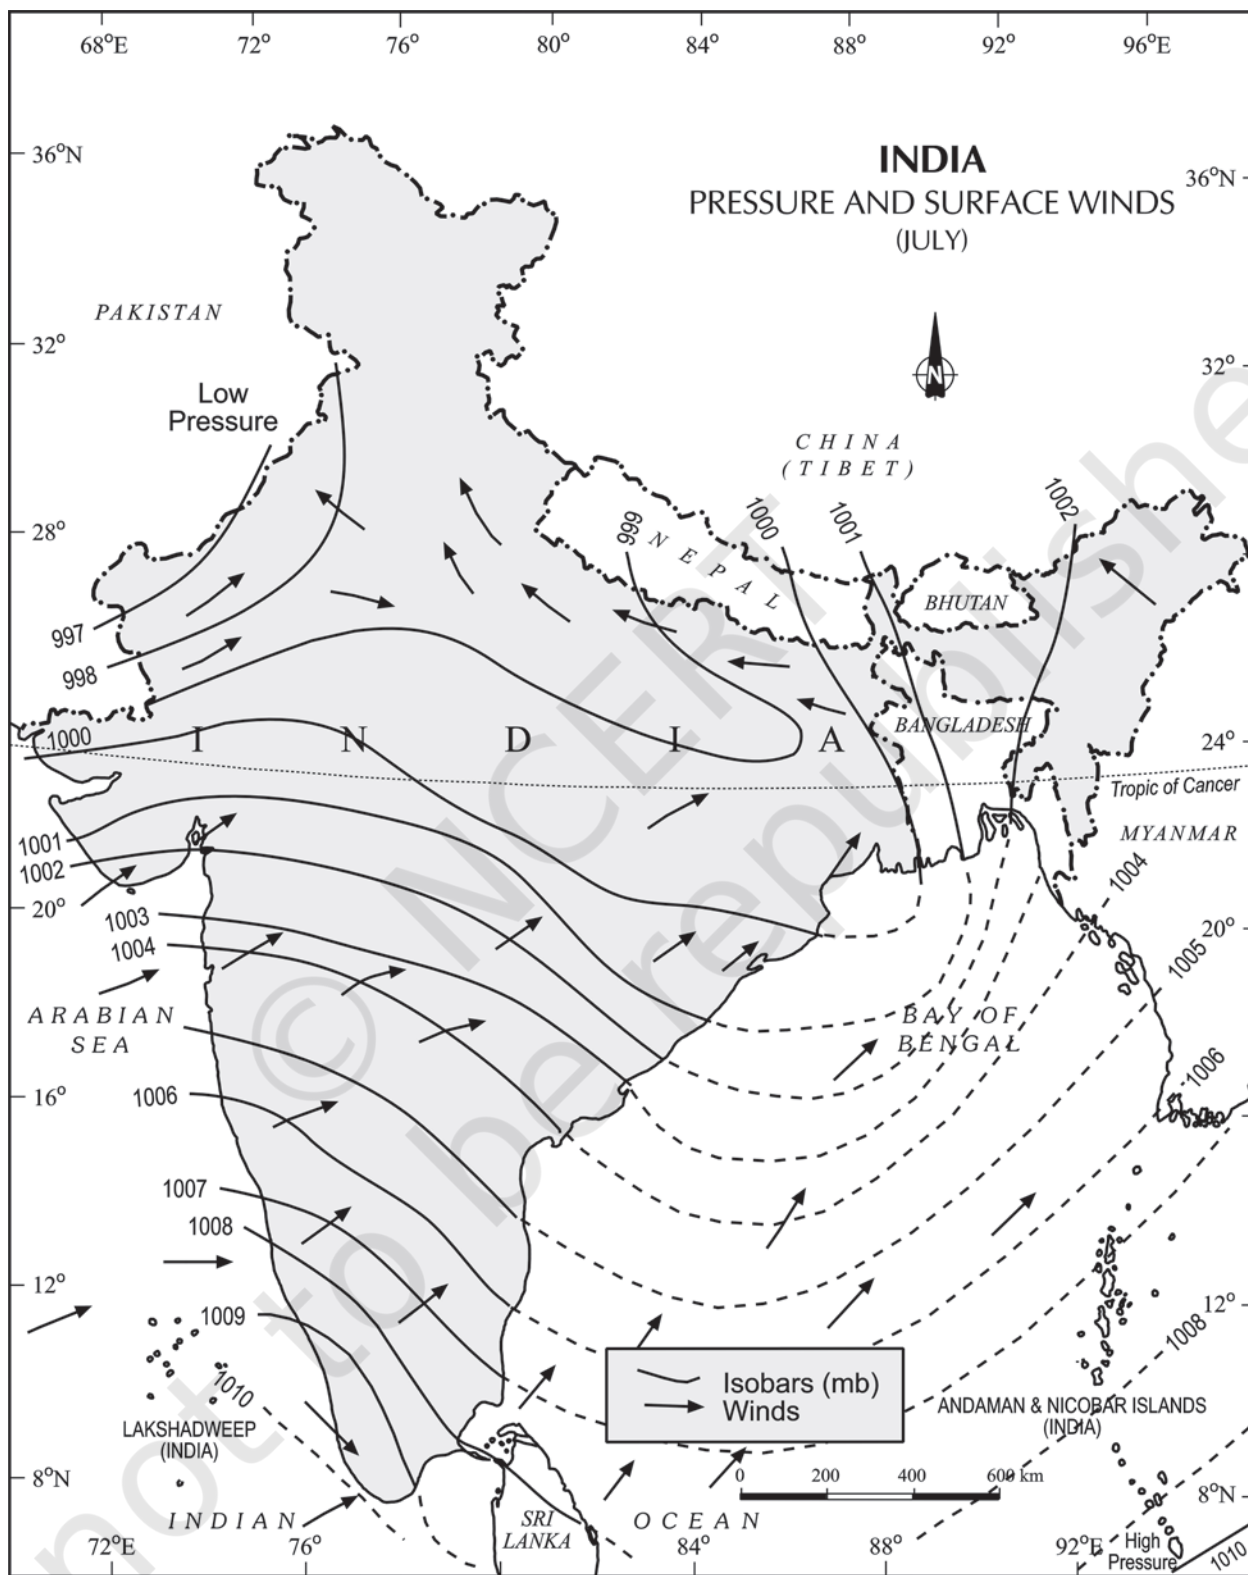 68°E 72° 76° 80° 84° 88° 92° 96°E
INDIA
PRESSURE AND SURFACE WINDS
(JULY)
36°N
36°N
PAKISTAN
32°
32°
N
Low
Pressure
CHINA
(TIBET)
28°
28°
999
1000
1001
1002
NEPAL
BHUTAN
997
998
BANGLADESH
1000
INDIA
24°
Tropic of Cancer
MYANMAR
1001
1002
1004
20°
20°
1003
1004
1005
ARABIAN
SEA
BAY OF
BENGAL
16°
1006
1006
1007
1008
12°
12°
1009
1008
1010
Isobars (mb)
Winds
LAKSHADWEEP
(INDIA)
ANDAMAN & NICOBAR ISLANDS
(INDIA)
8°N
8°N
0 200 400 600 km
INDIAN OCEAN
SRI
LANKA
High
Pressure
1010
72°E 76° 84° 88° 92°E
© NCERT
not to be republishe